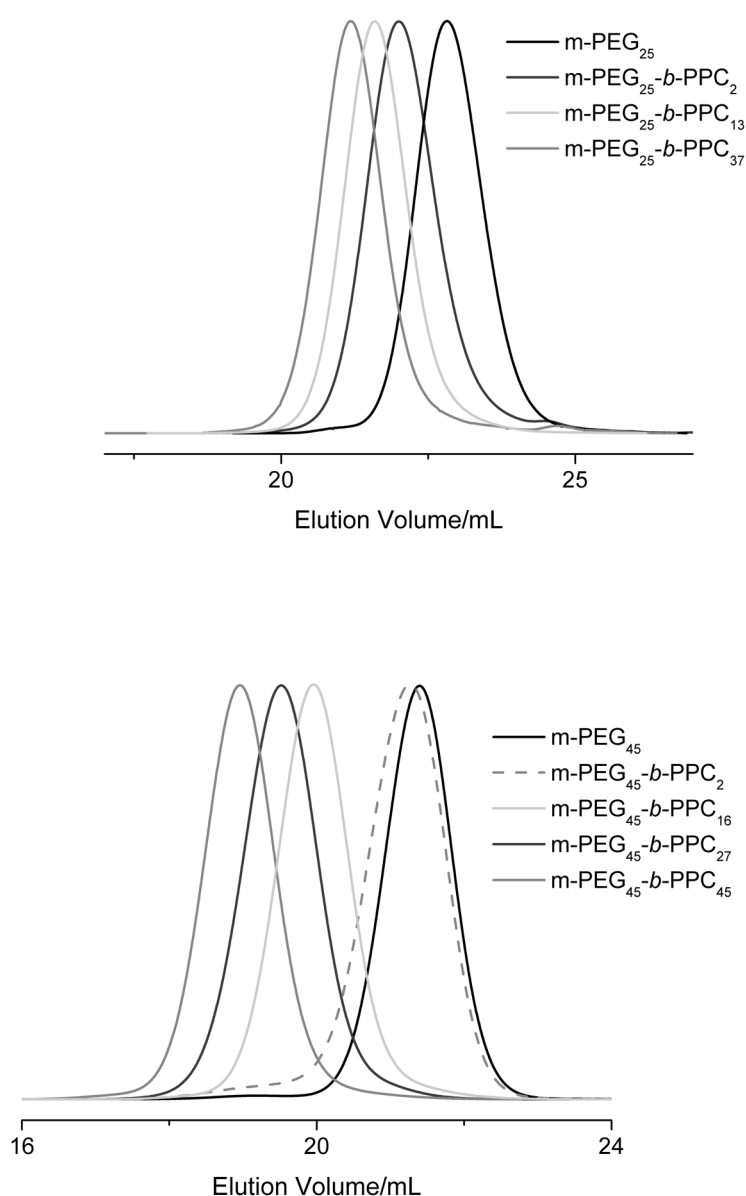 m-PEG25
m-PEG25-b-PPC2
m-PEG25-b-PPC13
m-PEG25-b-PPC37
20 25
Elution Volume/mL
m-PEG45
m-PEG45-b-PPC2
m-PEG45-b-PPC16
m-PEG45-b-PPC27
m-PEG45-b-PPC45
16 20 24
Elution Volume/mL